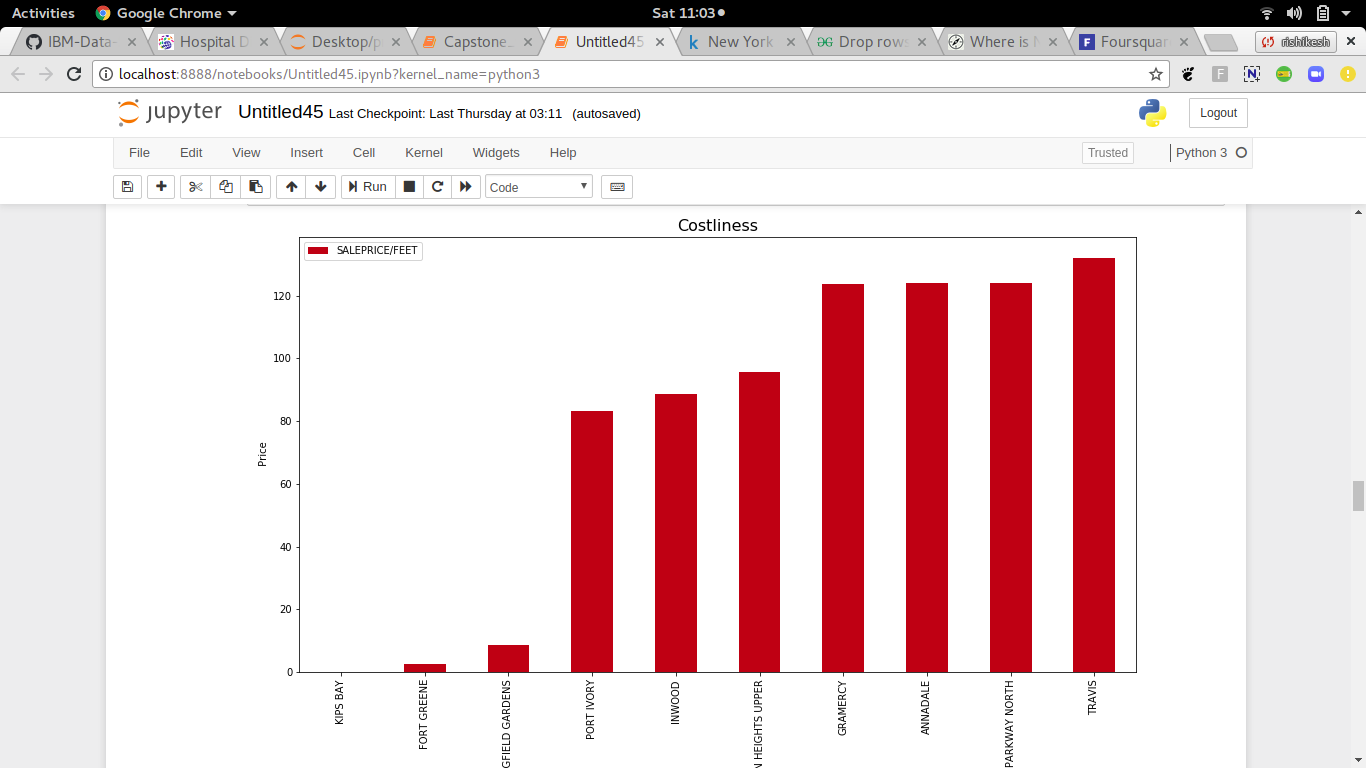 Activities Google Chrome Sat 11:03
IBM-Data- Hospital D Desktop/p Capstone_ Untitled45 New York Drop rows Where is Foursquar rishikesh
localhost:8888/notebooks/Untitled45.ipynb?kernel_name=python3
jupyter Untitled45 Last Checkpoint: Last Thursday at 03:11 (autosaved) Logout
File Edit View Insert Cell Kernel Widgets Help Trusted Python 3
Run Code
Costliness
SALEPRICE/FEET
120
100
80
60
40
20
0
Price
KIPS BAY
FORT GREENE
GFIELD GARDENS
PORT IVORY
INWOOD
N HEIGHTS UPPER
GRAMERCY
ANNADALE
PARKWAY NORTH
TRAVIS